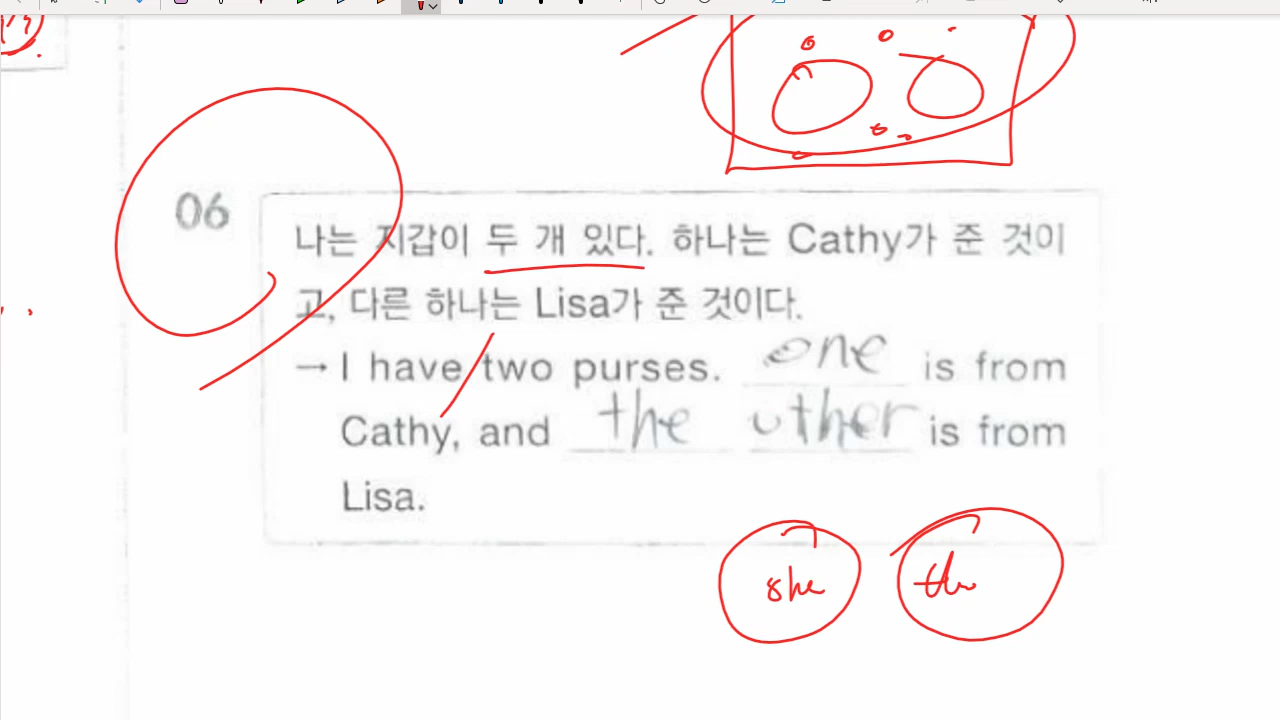 06
나는 지갑이 두 개 있다. 하나는 Cathy가 준 것이
고, 다른 하나는 Lisa가 준 것이다.
→ I have two purses. one is from
Cathy, and the other is from
Lisa.
she the